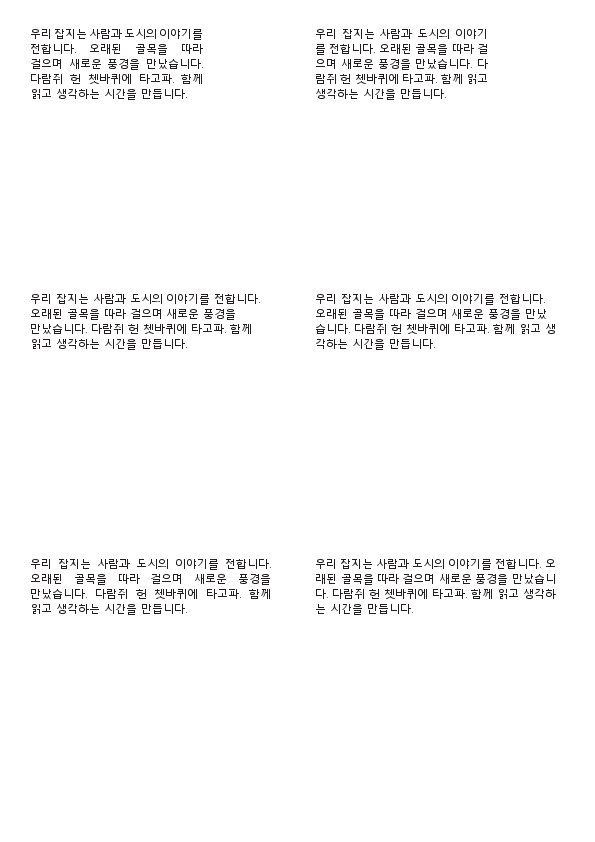 우리 잡지는 사람과 도시의 이야기를
전합니다. 오래된 골목을 따라
걸으며 새로운 풍경을 만났습니다.
다람쥐 헌 쳇바퀴에 타고파. 함께
읽고 생각하는 시간을 만듭니다.
우리 잡지는 사람과 도시의 이야기
를 전합니다. 오래된 골목을 따라 걸
으며 새로운 풍경을 만났습니다. 다
람쥐 헌 쳇바퀴에 타고파. 함께 읽고
생각하는 시간을 만듭니다.
우리 잡지는 사람과 도시의 이야기를 전합니다.
오래된 골목을 따라 걸으며 새로운 풍경을
만났습니다. 다람쥐 헌 쳇바퀴에 타고파. 함께
읽고 생각하는 시간을 만듭니다.
우리 잡지는 사람과 도시의 이야기를 전합니다.
오래된 골목을 따라 걸으며 새로운 풍경을 만났
습니다. 다람쥐 헌 쳇바퀴에 타고파. 함께 읽고 생
각하는 시간을 만듭니다.
우리 잡지는 사람과 도시의 이야기를 전합니다.
오래된 골목을 따라 걸으며 새로운 풍경을
만났습니다. 다람쥐 헌 쳇바퀴에 타고파. 함께
읽고 생각하는 시간을 만듭니다.
우리 잡지는 사람과 도시의 이야기를 전합니다. 오
래된 골목을 따라 걸으며 새로운 풍경을 만났습니
다. 다람쥐 헌 쳇바퀴에 타고파. 함께 읽고 생각하
는 시간을 만듭니다.